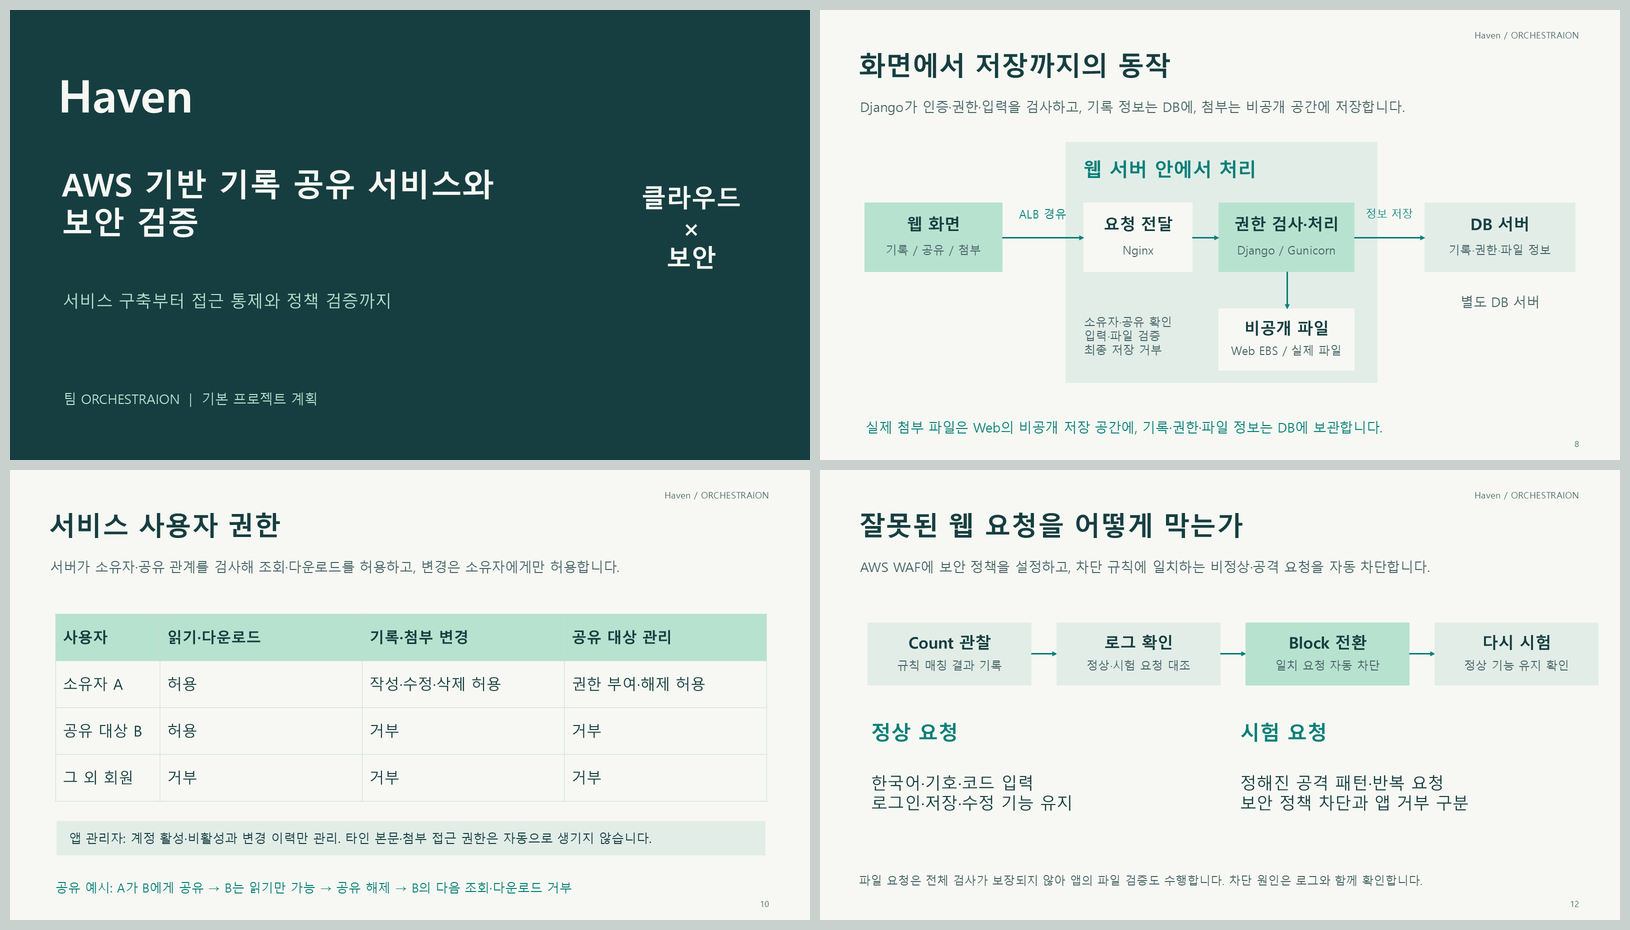 Haven
AWS 기반 기록 공유 서비스와
보안 검증
클라우드
×
보안
서비스 구축부터 접근 통제와 정책 검증까지
팀 ORCHESTRAION | 기본 프로젝트 계획
Haven / ORCHESTRAION
화면에서 저장까지의 동작
Django가 인증·권한·입력을 검사하고, 기록 정보는 DB에, 첨부는 비공개 공간에 저장합니다.
웹 서버 안에서 처리
웹 화면
기록 / 공유 / 첨부
ALB 경유
요청 전달
Nginx
권한 검사·처리
Django / Gunicorn
정보 저장
DB 서버
기록·권한·파일 정보
별도 DB 서버
소유자·공유 확인
입력·파일 검증
최종 저장 거부
비공개 파일
Web EBS / 실제 파일
실제 첨부 파일은 Web의 비공개 저장 공간에, 기록·권한·파일 정보는 DB에 보관합니다.
8
Haven / ORCHESTRAION
서비스 사용자 권한
서버가 소유자·공유 관계를 검사해 조회·다운로드를 허용하고, 변경은 소유자에게만 허용합니다.
사용자 읽기·다운로드 기록·첨부 변경 공유 대상 관리
소유자 A 허용 작성·수정·삭제 허용 권한 부여·해제 허용
공유 대상 B 허용 거부 거부
그 외 회원 거부 거부 거부
앱 관리자: 계정 활성·비활성과 변경 이력만 관리. 타인 본문·첨부 접근 권한은 자동으로 생기지 않습니다.
공유 예시: A가 B에게 공유 → B는 읽기만 가능 → 공유 해제 → B의 다음 조회·다운로드 거부
10
Haven / ORCHESTRAION
잘못된 웹 요청을 어떻게 막는가
AWS WAF에 보안 정책을 설정하고, 차단 규칙에 일치하는 비정상·공격 요청을 자동 차단합니다.
Count 관찰
규칙 매칭 결과 기록
로그 확인
정상·시험 요청 대조
Block 전환
일치 요청 자동 차단
다시 시험
정상 기능 유지 확인
정상 요청
한국어·기호·코드 입력
로그인·저장·수정 기능 유지
시험 요청
정해진 공격 패턴·반복 요청
보안 정책 차단과 앱 거부 구분
파일 요청은 전체 검사가 보장되지 않아 앱의 파일 검증도 수행합니다. 차단 원인은 로그와 함께 확인합니다.
12